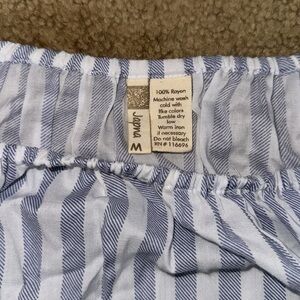 Japna
M
100% Rayon
Machine wash
cold with
like colors
Tumble dry
low
Warm iron
if necessary
Do not bleach
RN # 116696